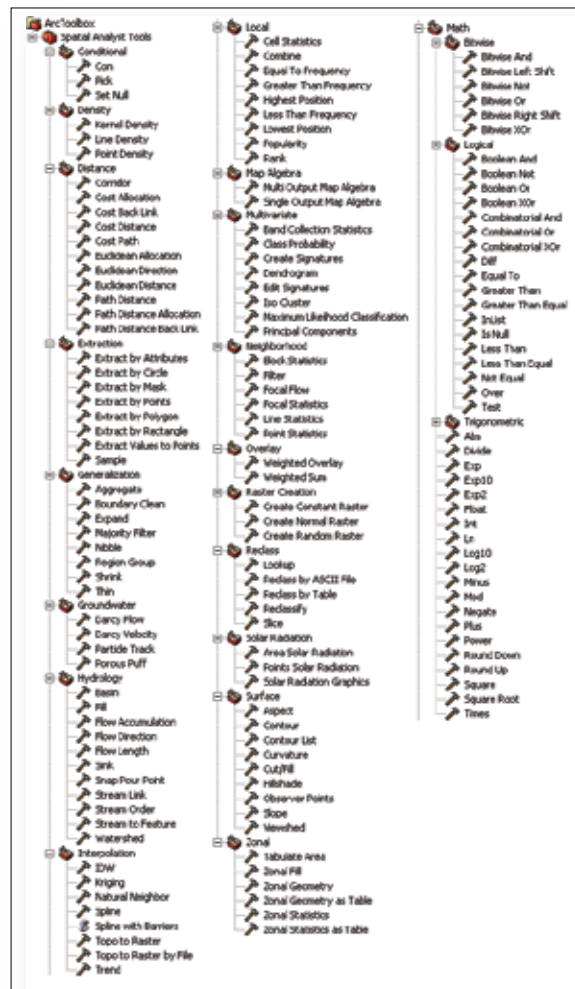 ArcToolbox
Spatial Analyst Tools
Conditional
Con
Pick
Set Null
Density
Kernel Density
Line Density
Point Density
Distance
Corridor
Cost Allocation
Cost Back Link
Cost Distance
Cost Path
Euclidean Allocation
Euclidean Direction
Euclidean Distance
Path Distance
Path Distance Allocation
Path Distance Back Link
Extraction
Extract by Attributes
Extract by Circle
Extract by Mask
Extract by Points
Extract by Polygon
Extract by Rectangle
Extract Values to Points
Sample
Generalization
Aggregate
Boundary Clean
Expand
Majority Filter
Nibble
Region Group
Shrink
Thin
Groundwater
Darcy Flow
Darcy Velocity
Particle Track
Porous Puff
Hydrology
Basin
Fill
Flow Accumulation
Flow Direction
Flow Length
Sink
Snap Pour Point
Stream Link
Stream Order
Stream to Feature
Watershed
Interpolation
IDW
Kriging
Natural Neighbor
Spline
Spline with Barriers
Topo to Raster
Topo to Raster by File
Trend
Local
Cell Statistics
Combine
Equal To Frequency
Greater Than Frequency
Highest Position
Less Than Frequency
Lowest Position
Popularity
Rank
Map Algebra
Multi Output Map Algebra
Single Output Map Algebra
Multivariate
Band Collection Statistics
Class Probability
Create Signatures
Dendrogram
Edit Signatures
Iso Cluster
Maximum Likelihood Classification
Principal Components
Neighborhood
Block Statistics
Filter
Focal Flow
Focal Statistics
Line Statistics
Point Statistics
Overlay
Weighted Overlay
Weighted Sum
Raster Creation
Create Constant Raster
Create Normal Raster
Create Random Raster
Reclass
Lookup
Reclass by ASCII File
Reclass by Table
Reclassify
Slice
Solar Radiation
Area Solar Radiation
Points Solar Radiation
Solar Radiation Graphics
Surface
Aspect
Contour
Contour List
Curvature
Cut/Fill
Hillshade
Observer Points
Slope
Viewshed
Zonal
Tabulate Area
Zonal Fill
Zonal Geometry
Zonal Geometry as Table
Zonal Statistics
Zonal Statistics as Table
Math
Bitwise
Bitwise And
Bitwise Left Shift
Bitwise Not
Bitwise Or
Bitwise Right Shift
Bitwise XOr
Logical
Boolean And
Boolean Not
Boolean Or
Boolean XOr
Combinatorial And
Combinatorial Or
Combinatorial XOr
Diff
Equal To
Greater Than
Greater Than Equal
InList
Is Null
Less Than
Less Than Equal
Not Equal
Over
Test
Trigonometric
Abs
Divide
Exp
Exp10
Exp2
Float
Int
Ln
Log10
Log2
Minus
Mod
Negate
Plus
Power
Round Down
Round Up
Square
Square Root
Times